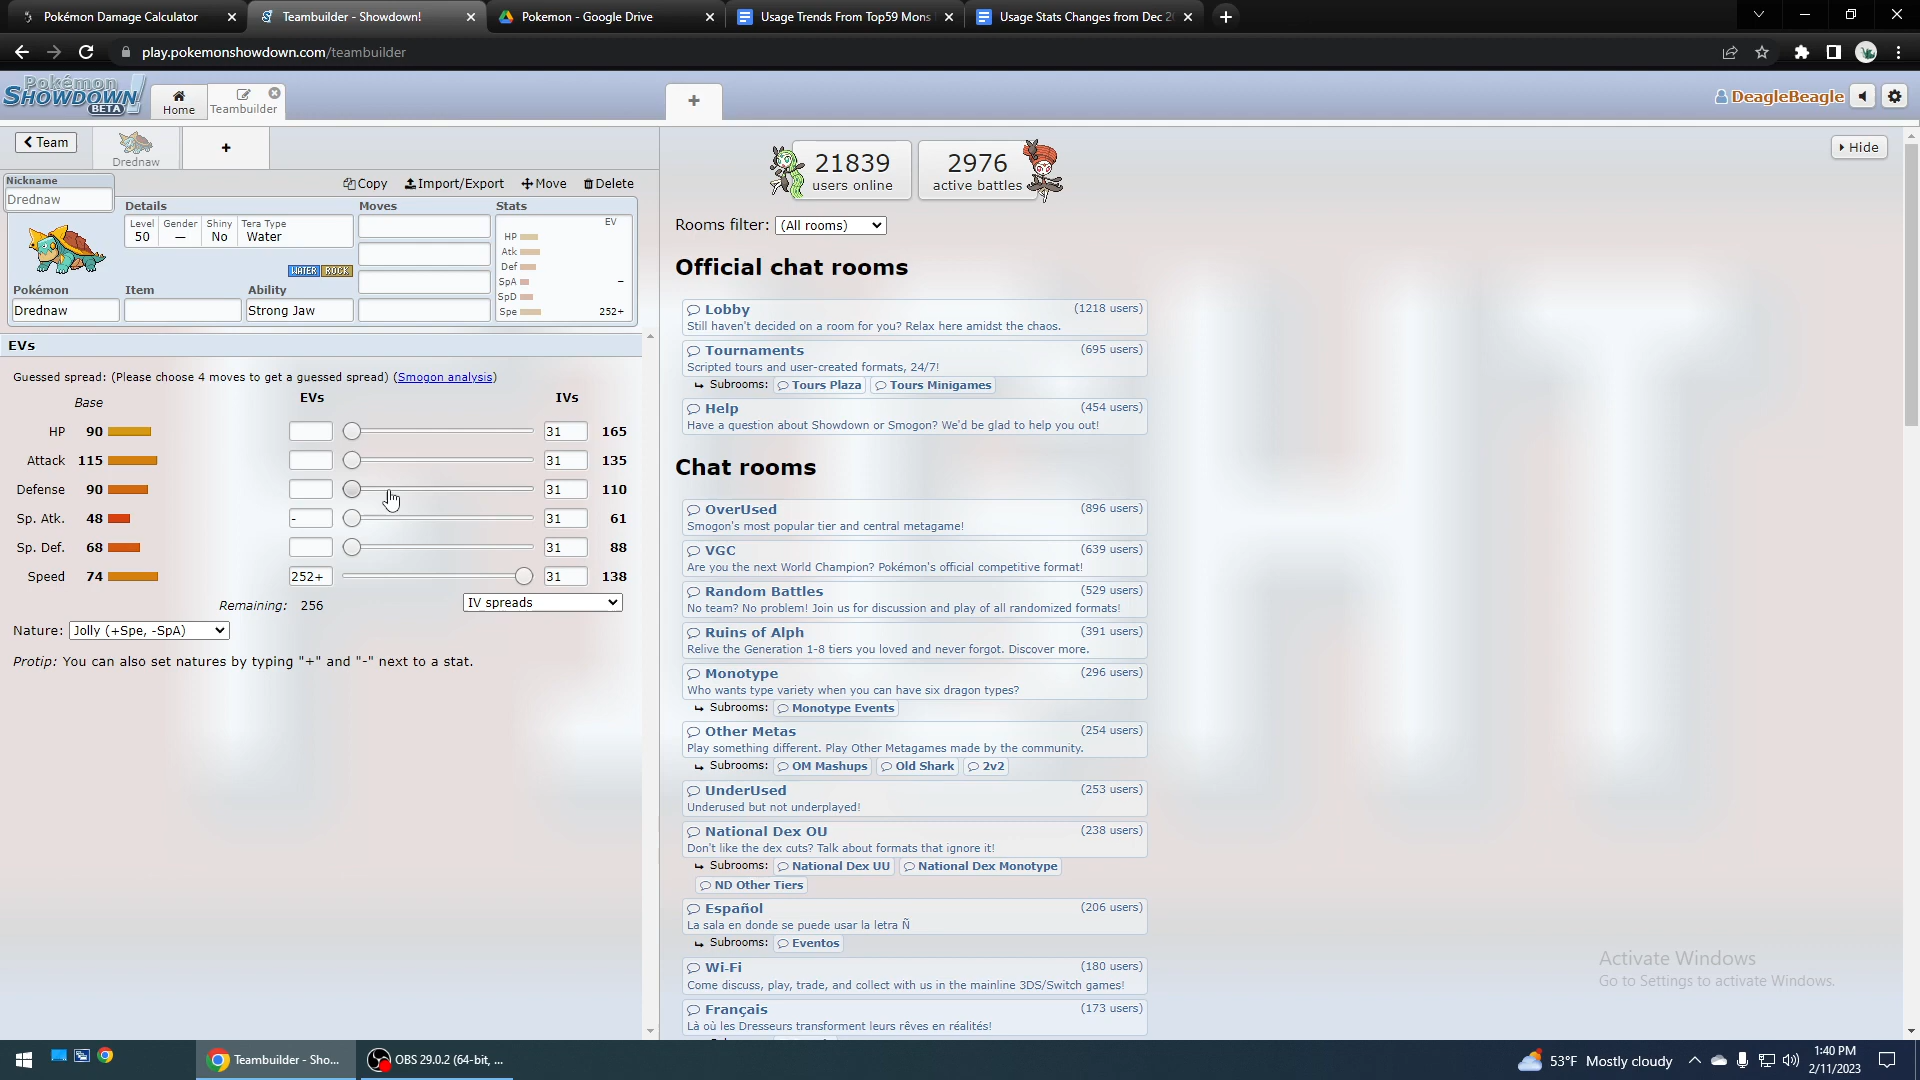 Pokémon Damage Calculator
Teambuilder - Showdown!
Pokemon - Google Drive
Usage Trends From Top59 Mons
Usage Stats Changes from Dec 2
play.pokemonshowdown.com/teambuilder
Pokémon
SHOWDOWN!
BETA
Home
Teambuilder
+
DeagleBeagle
Team
Drednaw
+
Nickname
Drednaw
Copy
Import/Export
Move
Delete
Details
Level
50
Gender
—
Shiny
No
Tera Type
Water
WATER ROCK
Pokémon
Drednaw
Item
Ability
Strong Jaw
Moves
Stats
EV
HP
Atk
Def
SpA –
SpD
Spe 252+
EVs
Guessed spread: (Please choose 4 moves to get a guessed spread) (Smogon analysis)
Base EVs IVs
HP 90 31 165
Attack 115 31 135
Defense 90 31 110
Sp. Atk. 48 - 31 61
Sp. Def. 68 31 88
Speed 74 252+ 31 138
Remaining: 256
IV spreads
Nature: Jolly (+Spe, -SpA)
Protip: You can also set natures by typing "+" and "-" next to a stat.
21839
users online
2976
active battles
Hide
Rooms filter: (All rooms)
Official chat rooms
Lobby (1218 users)
Still haven't decided on a room for you? Relax here amidst the chaos.
Tournaments (695 users)
Scripted tours and user-created formats, 24/7!
Subrooms: Tours Plaza Tours Minigames
Help (454 users)
Have a question about Showdown or Smogon? We'd be glad to help you out!
Chat rooms
OverUsed (896 users)
Smogon's most popular tier and central metagame!
VGC (639 users)
Are you the next World Champion? Pokémon's official competitive format!
Random Battles (529 users)
No team? No problem! Join us for discussion and play of all randomized formats!
Ruins of Alph (391 users)
Relive the Generation 1-8 tiers you loved and never forgot. Discover more.
Monotype (296 users)
Who wants type variety when you can have six dragon types?
Subrooms: Monotype Events
Other Metas (254 users)
Play something different. Play Other Metagames made by the community.
Subrooms: OM Mashups Old Shark 2v2
UnderUsed (253 users)
Underused but not underplayed!
National Dex OU (238 users)
Don't like the dex cuts? Talk about formats that ignore it!
Subrooms: National Dex UU National Dex Monotype
ND Other Tiers
Español (206 users)
La sala en donde se puede usar la letra Ñ
Subrooms: Eventos
Wi-Fi (180 users)
Come discuss, play, trade, and collect with us in the mainline 3DS/Switch games!
Français (173 users)
Là où les Dresseurs transforment leurs rêves en réalités!
Activate Windows
Go to Settings to activate Windows.
Teambuilder - Sho...
OBS 29.0.2 (64-bit, ...
53°F Mostly cloudy
1:40 PM
2/11/2023